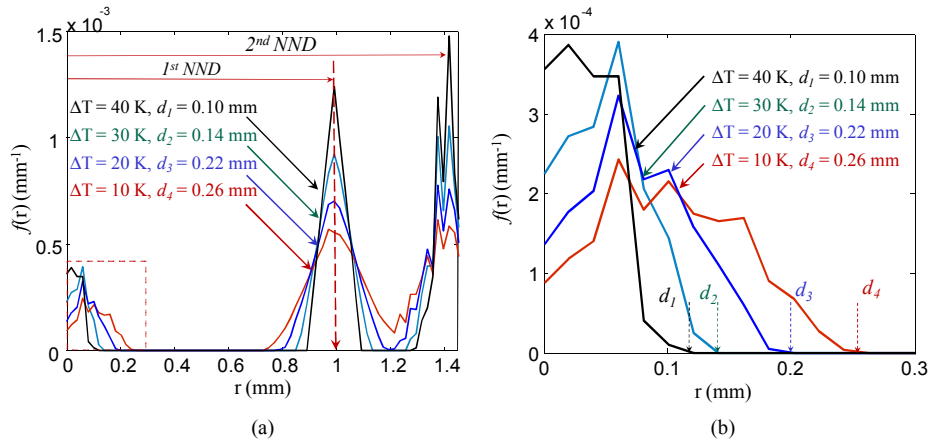 (a)
×10⁻³
1.5
1.0
0.5
0
f(r) (mm⁻¹)
2nd NND
1st NND
ΔT = 40 K, d1 = 0.10 mm
ΔT = 30 K, d2 = 0.14 mm
ΔT = 20 K, d3 = 0.22 mm
ΔT = 10 K, d4 = 0.26 mm
0 0.2 0.4 0.6 0.8 1 1.2 1.4
r (mm)
(a)
(b)
×10⁻⁴
4
3
2
1
0
f(r) (mm⁻¹)
ΔT = 40 K, d1 = 0.10 mm
ΔT = 30 K, d2 = 0.14 mm
ΔT = 20 K, d3 = 0.22 mm
ΔT = 10 K, d4 = 0.26 mm
d1 d2 d3 d4
0 0.1 0.2 0.3
r (mm)
(b)